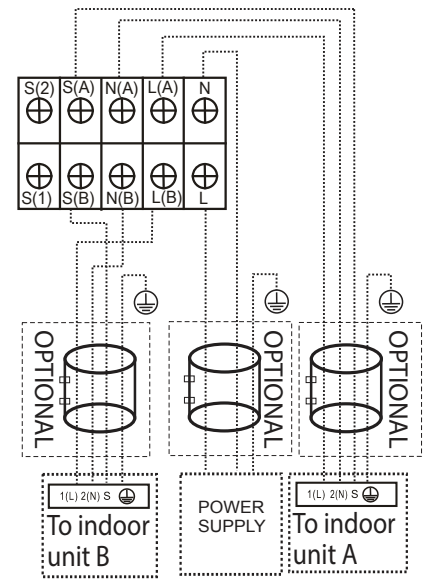 S(2) S(A) N(A) L(A) N
S(1) S(B) N(B) L(B) L
OPTIONAL
OPTIONAL
OPTIONAL
1(L) 2(N) S
To indoor
unit B
POWER
SUPPLY
1(L) 2(N) S
To indoor
unit A